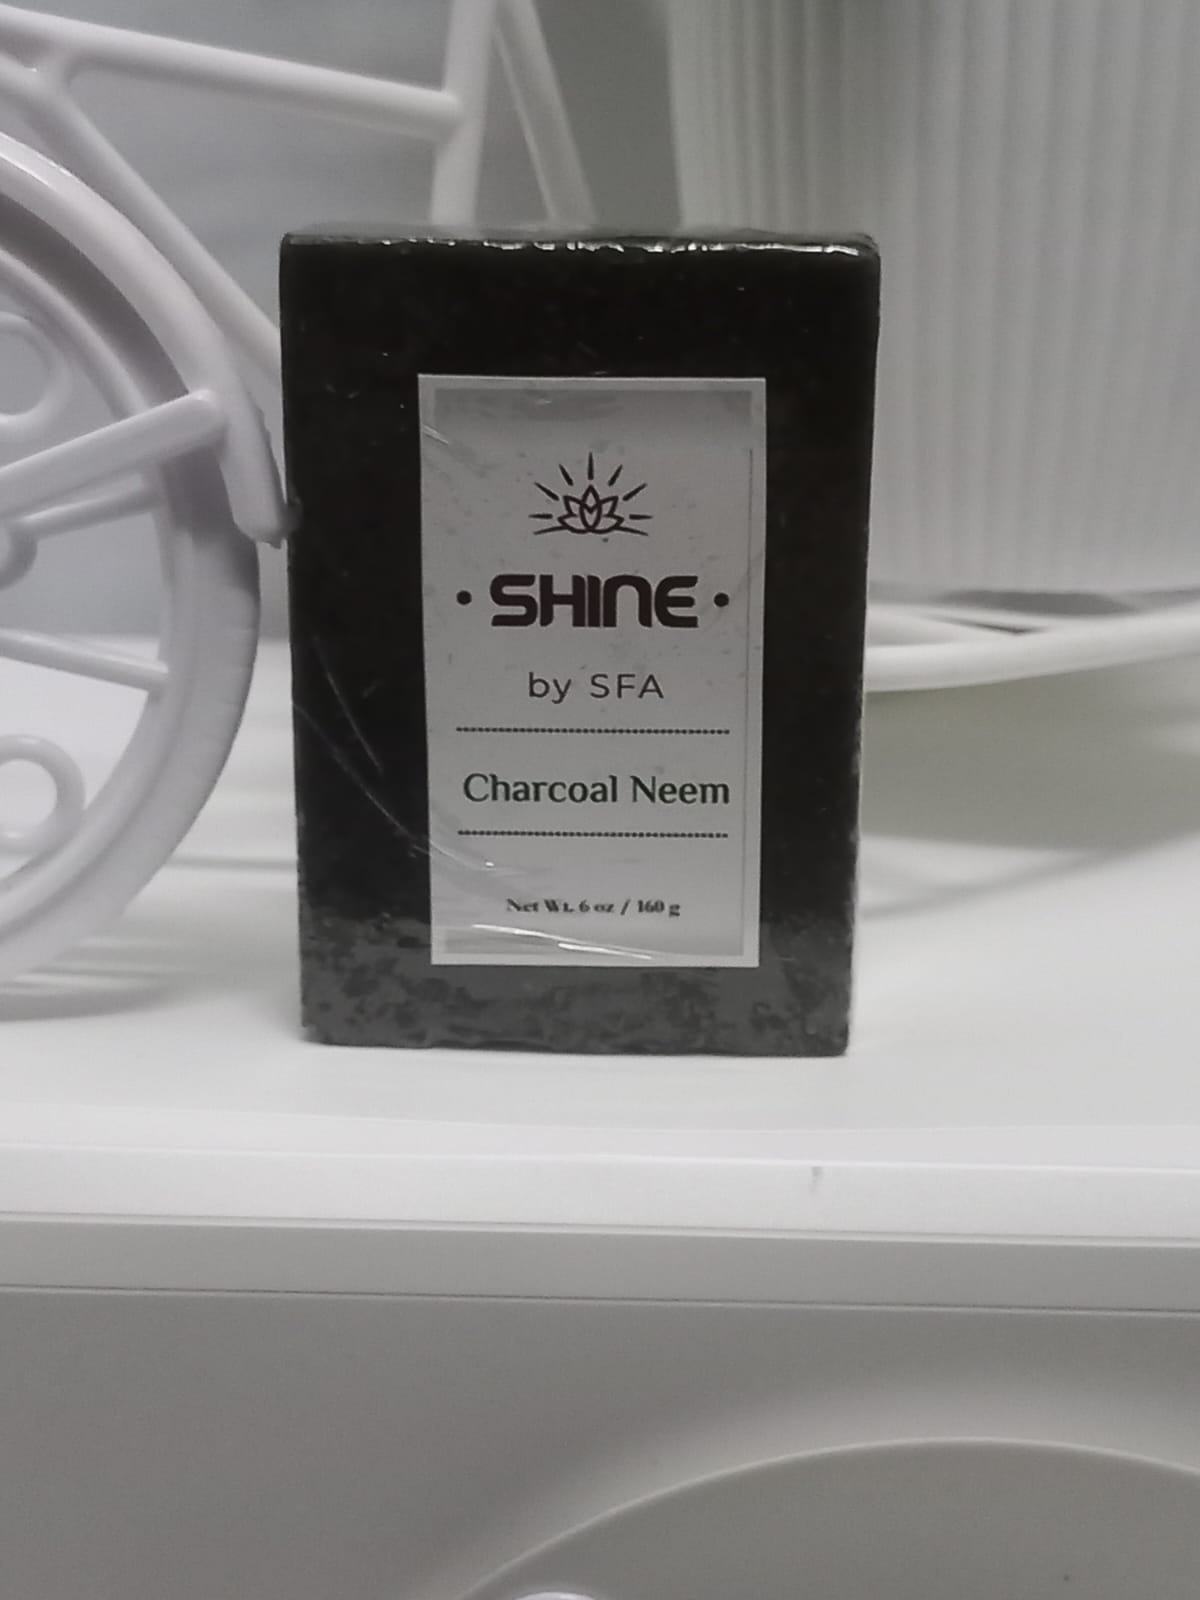 • SHINE •
by SFA
Charcoal Neem
Net Wt. 6 oz / 160 g